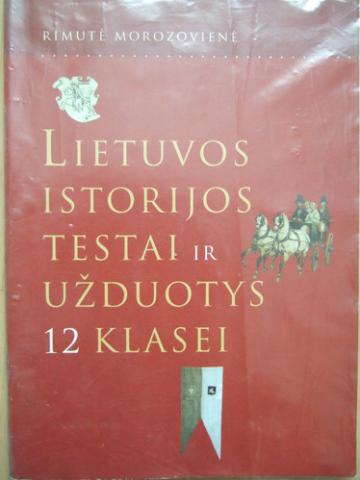 RIMUTĖ MOROZOVIENĖ
LIETUVOS
ISTORIJOS
TESTAI IR
UŽDUOTYS
12 KLASEI